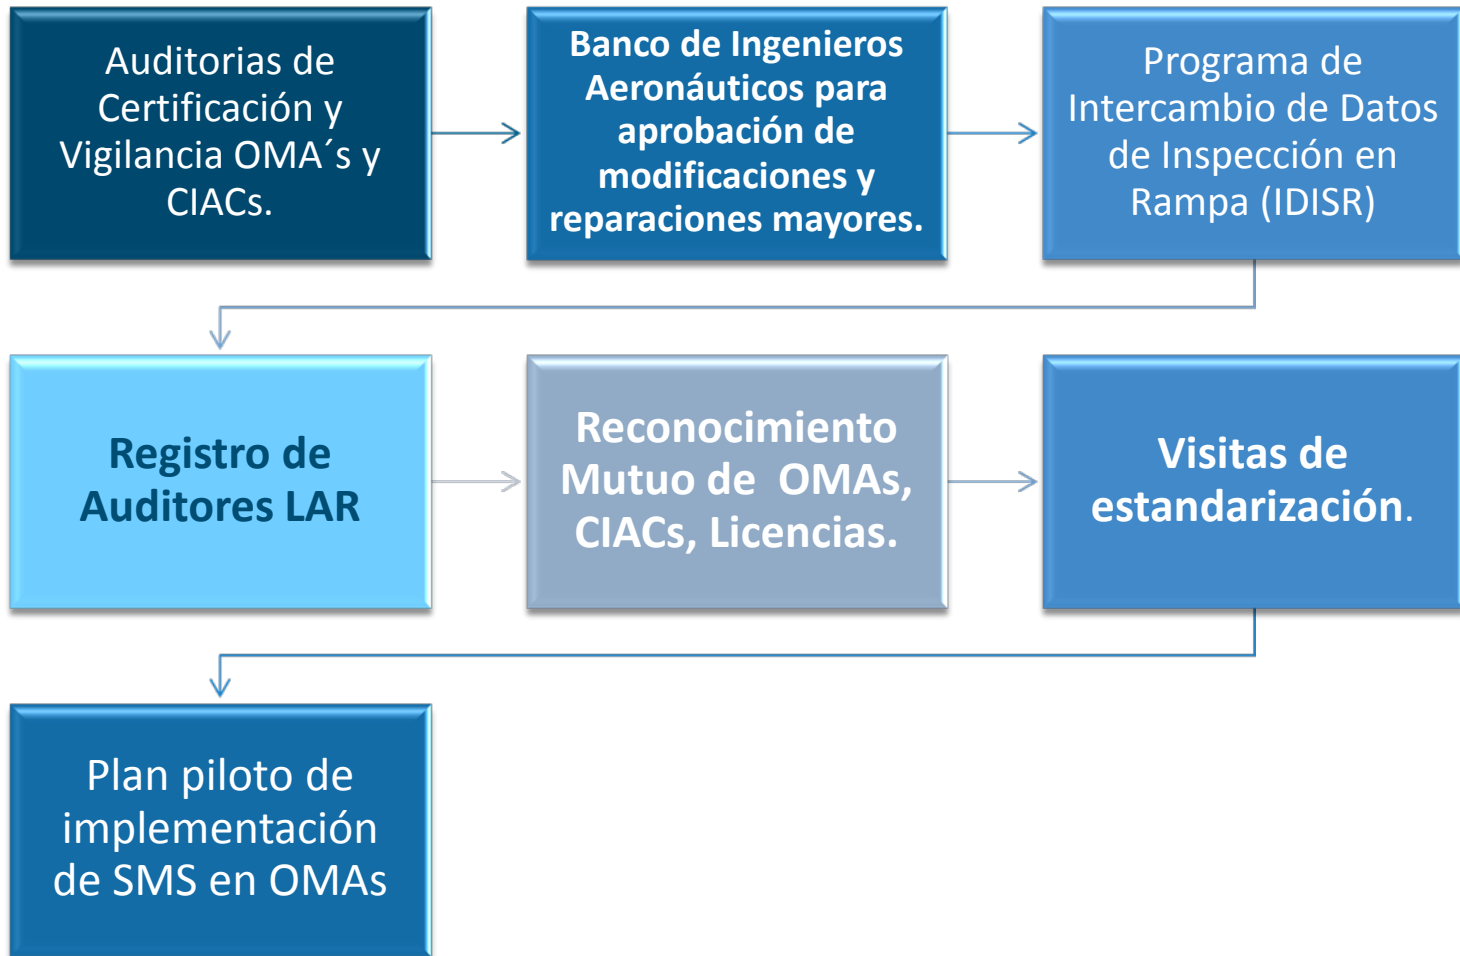 Auditorias de
Certificación y
Vigilancia OMA´s y
CIACs.
Banco de Ingenieros
Aeronáuticos para
aprobación de
modificaciones y
reparaciones mayores.
Programa de
Intercambio de Datos
de Inspección en
Rampa (IDISR)
Registro de
Auditores LAR
Reconocimiento
Mutuo de OMAs,
CIACs, Licencias.
Visitas de
estandarización.
Plan piloto de
implementación
de SMS en OMAs